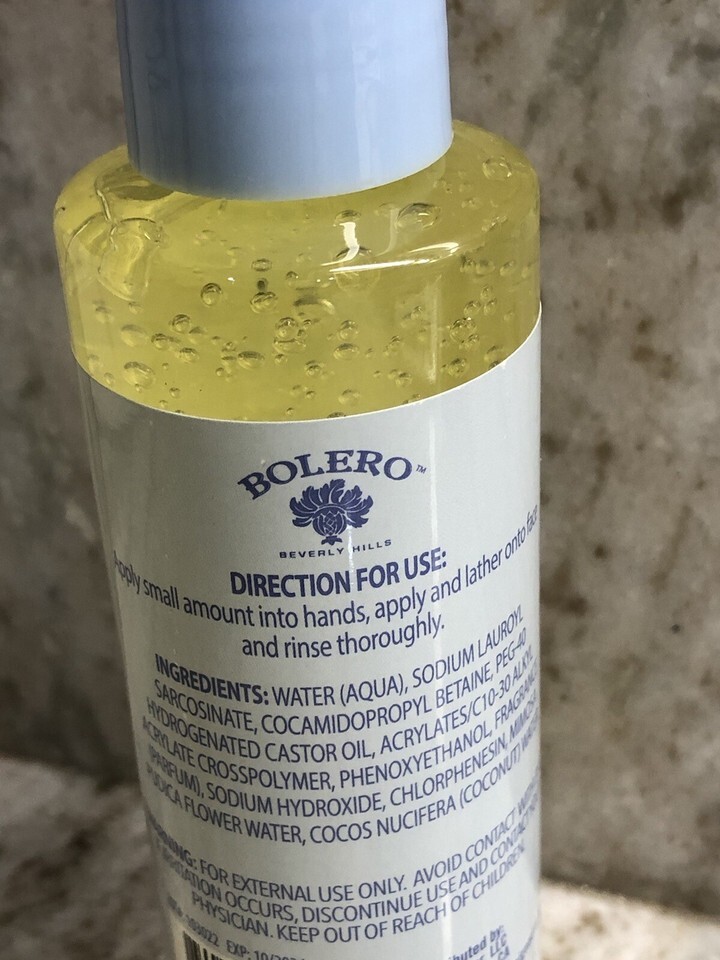 BOLERO™
BEVERLY HILLS
DIRECTION FOR USE:
Apply small amount into hands, apply and lather onto face
and rinse thoroughly.
INGREDIENTS: WATER (AQUA), SODIUM LAUROYL
SARCOSINATE, COCAMIDOPROPYL BETAINE, PEG-40
HYDROGENATED CASTOR OIL, ACRYLATES/C10-30 ALKYL
ACRYLATE CROSSPOLYMER, PHENOXYETHANOL, FRAGRANCE
(PARFUM), SODIUM HYDROXIDE, CHLORPHENESIN, MIMOSA
PUDICA FLOWER WATER, COCOS NUCIFERA (COCONUT)
WARNING: FOR EXTERNAL USE ONLY. AVOID CONTACT
OCCURS, DISCONTINUE USE AND CONTACT
PHYSICIAN. KEEP OUT OF REACH OF CHILDREN.
EXP:
LLC
CA